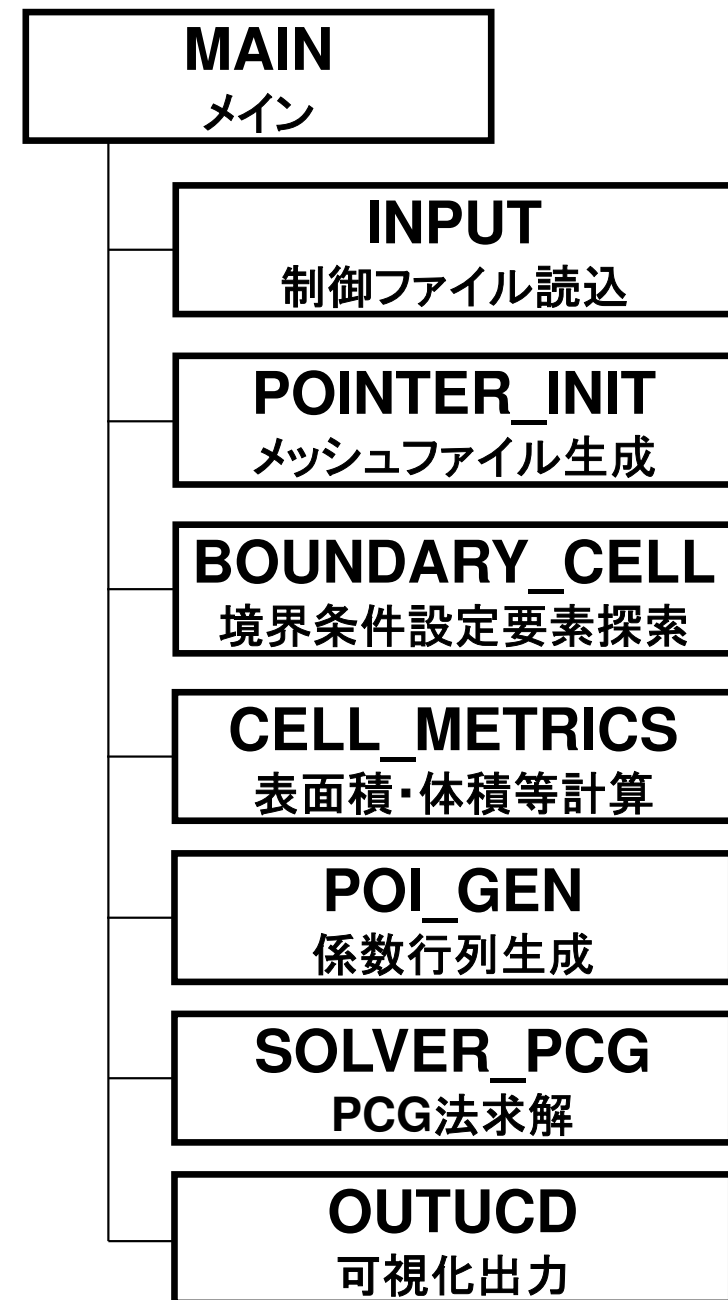 MAIN
メイン
INPUT
制御ファイル読込
POINTER_INIT
メッシュファイル生成
BOUNDARY_CELL
境界条件設定要素探索
CELL_METRICS
表面積・体積等計算
POI_GEN
係数行列生成
SOLVER_PCG
PCG法求解
OUTUCD
可視化出力